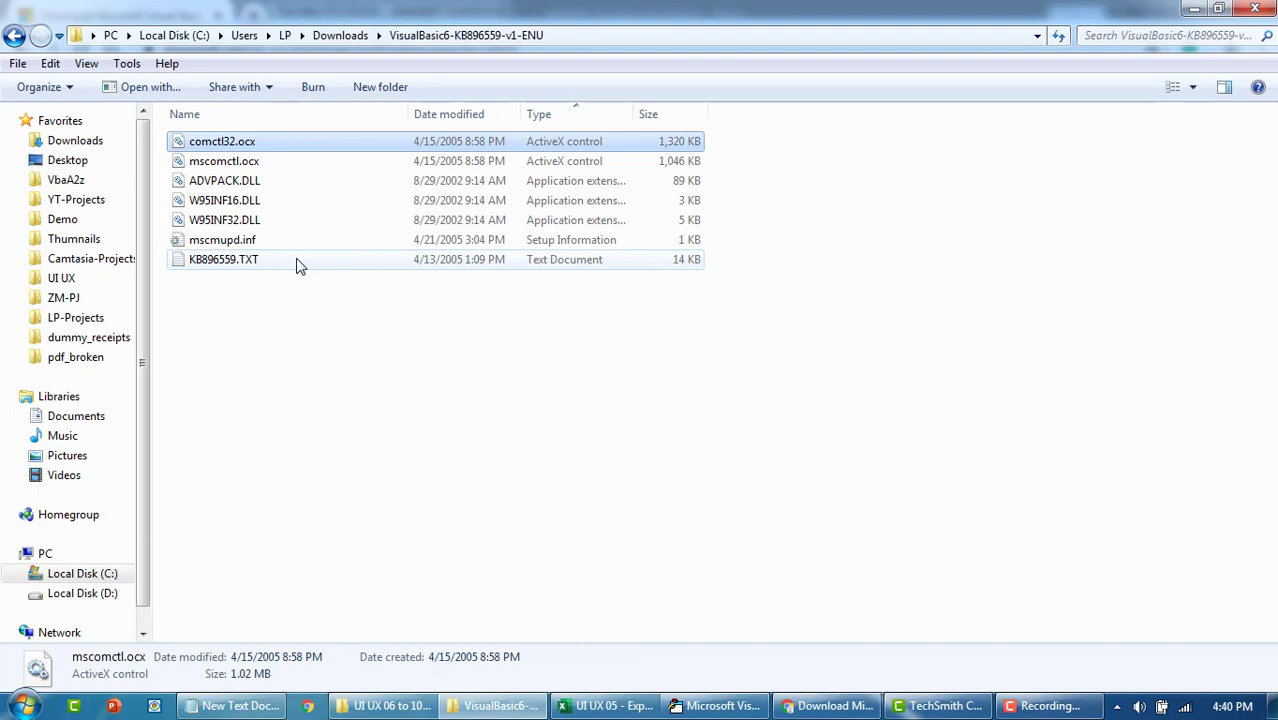 PC Local Disk (C:) Users LP Downloads VisualBasic6-KB896559-v1-ENU Search VisualBasic6-KB896559-v...
File Edit View Tools Help
Organize Open with... Share with Burn New folder
Name Date modified Type Size
Favorites
Downloads
Desktop
VbaA2z
YT-Projects
Demo
Thumnails
Camtasia-Project
UI UX
ZM-PJ
LP-Projects
dummy_receipts
pdf_broken
Libraries
Documents
Music
Pictures
Videos
Homegroup
PC
Local Disk (C:)
Local Disk (D:)
Network
comctl32.ocx 4/15/2005 8:58 PM ActiveX control 1,320 KB
mscomctl.ocx 4/15/2005 8:58 PM ActiveX control 1,046 KB
ADVPACK.DLL 8/29/2002 9:14 AM Application extens... 89 KB
W95INF16.DLL 8/29/2002 9:14 AM Application extens... 3 KB
W95INF32.DLL 8/29/2002 9:14 AM Application extens... 5 KB
mscmupd.inf 4/21/2005 3:04 PM Setup Information 1 KB
KB896559.TXT 4/13/2005 1:09 PM Text Document 14 KB
mscomctl.ocx Date modified: 4/15/2005 8:58 PM Date created: 4/15/2005 8:58 PM
ActiveX control Size: 1.02 MB
New Text Doc... UI UX 06 to 10... VisualBasic6-KB... UI UX 05 - Exp... Microsoft Vis... Download Mi... TechSmith C... Recording... 4:40 PM